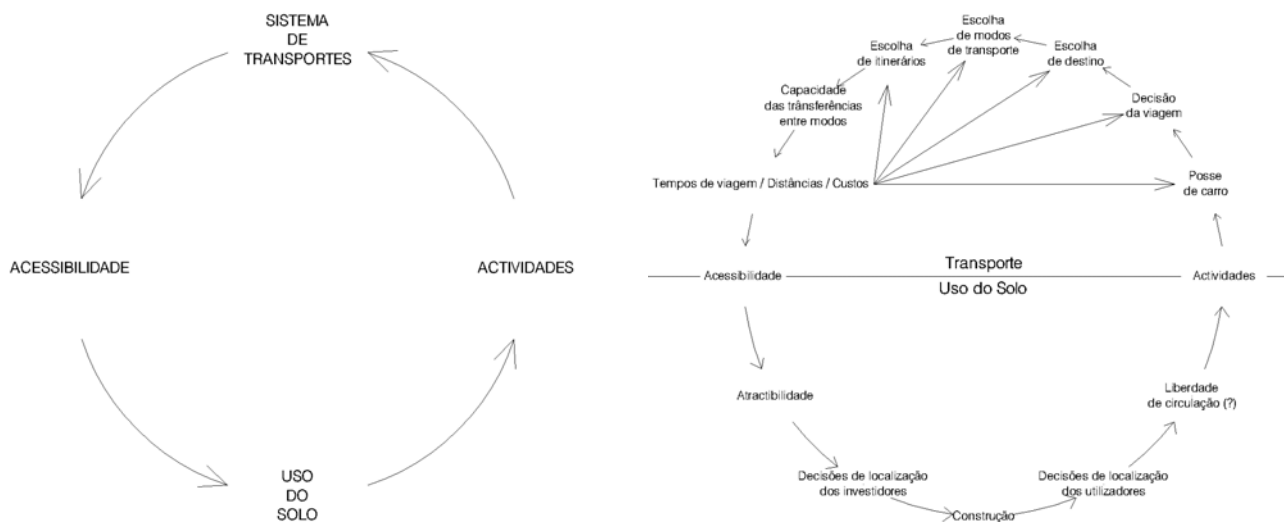 SISTEMA
DE
TRANSPORTES
ACESSIBILIDADE
ACTIVIDADES
USO
DO
SOLO
Escolha
de modos
de transporte
Escolha
de itinerários
Escolha
de destino
Capacidade
das trânsferências
entre modos
Decisão
da viagem
Tempos de viagem / Distâncias / Custos
Posse
de carro
Transporte
Acessibilidade
Actividades
Uso do Solo
Atractibilidade
Liberdade
de circulação (?)
Decisões de localização
dos investidores
Decisões de localização
dos utilizadores
Construção